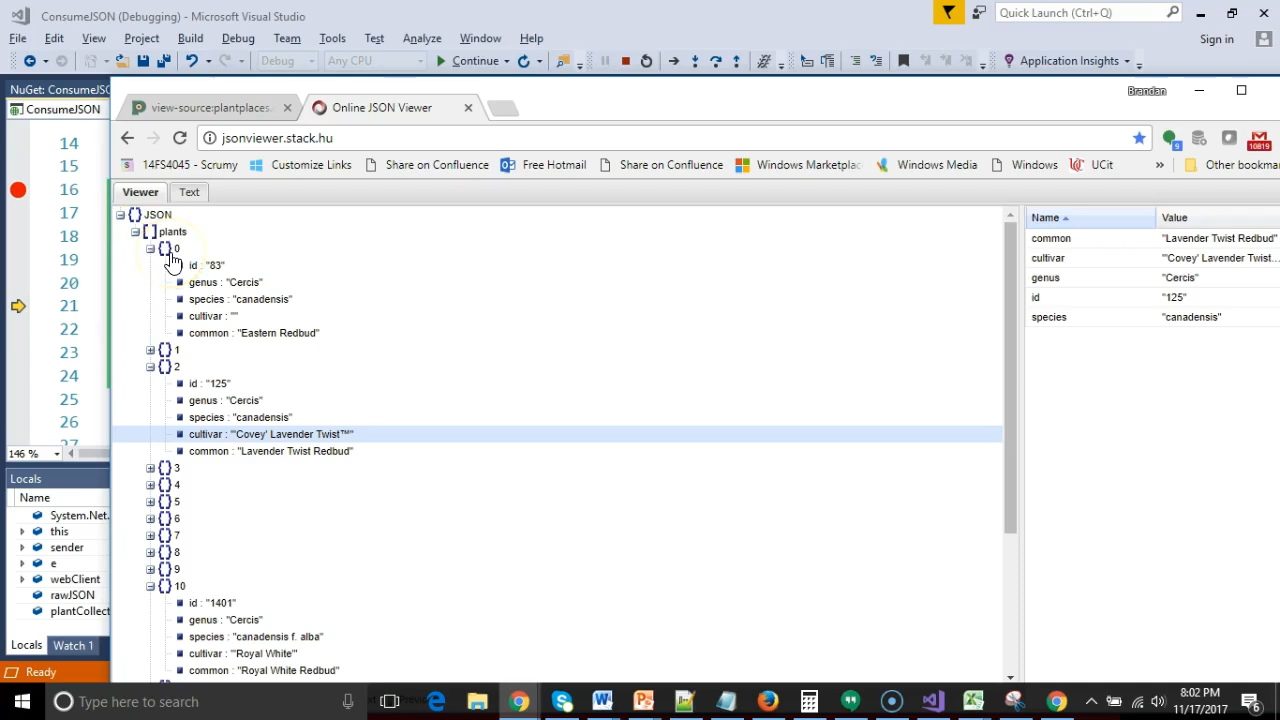 ConsumeJSON (Debugging) - Microsoft Visual Studio
Quick Launch (Ctrl+Q)
File Edit View Project Build Debug Team Tools Test Analyze Window Help
Sign in
Debug Any CPU Continue Application Insights
NuGet: ConsumeJSO
ConsumeJSON
view-source:plantplaces.
Online JSON Viewer
Brandan
jsonviewer.stack.hu
9
10819
14FS4045 - Scrumy Customize Links Share on Confluence Free Hotmail Share on Confluence Windows Marketplac Windows Media Windows UCit » Other bookma
Viewer Text
14
15
16
17
18
19
20
21
22
23
24
25
26
27
146 %
Locals
Name
System.Net.
this
sender
e
webClient
rawJSON
plantCollect
Locals Watch 1
Ready
JSON
plants
0
id : "83"
genus : "Cercis"
species : "canadensis"
cultivar : ""
common : "Eastern Redbud"
1
2
id : "125"
genus : "Cercis"
species : "canadensis"
cultivar : "'Covey' Lavender Twist™"
common : "Lavender Twist Redbud"
3
4
5
6
7
8
9
10
id : "1401"
genus : "Cercis"
species : "canadensis f. alba"
cultivar : "'Royal White'"
common : "Royal White Redbud"
Name Value
common "Lavender Twist Redbud"
cultivar "'Covey' Lavender Twist...
genus "Cercis"
id "125"
species "canadensis"
Type here to search
8:02 PM
11/17/2017
6